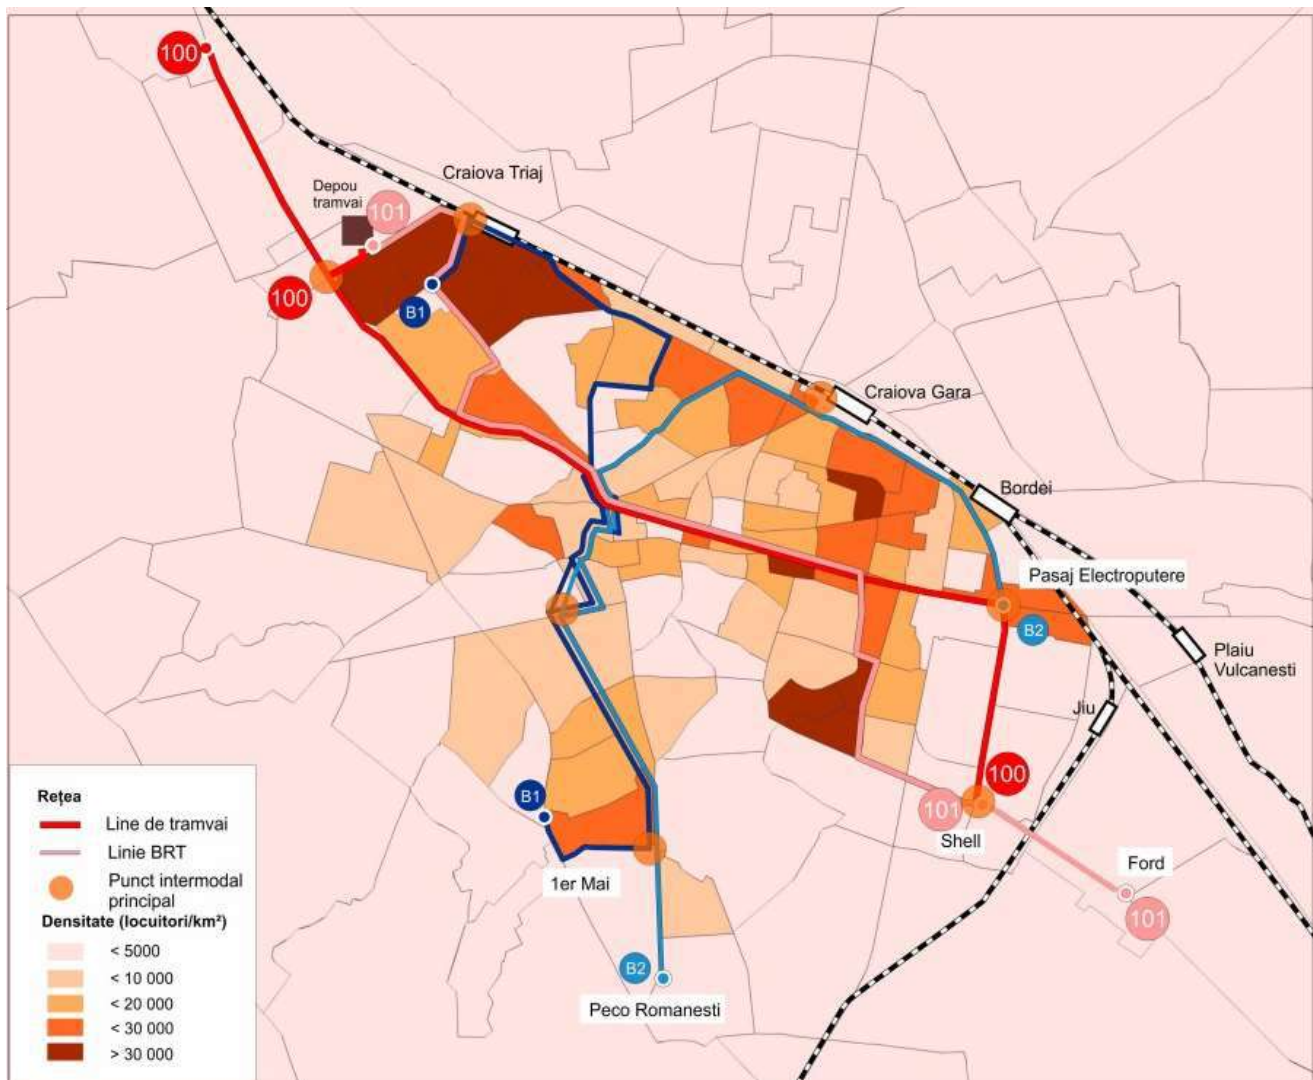 100
Craiova Triaj
Depou
tramvai
101
100
B1
Craiova Gara
Bordei
Pasaj Electroputere
B2
Plaiu
Vulcanesti
Jiu
100
101
Shell
Ford
101
B1
1er Mai
B2
Peco Romanesti
Rețea
Line de tramvai
Linie BRT
Punct intermodal
principal
Densitate (locuitori/km²)
< 5000
< 10 000
< 20 000
< 30 000
> 30 000